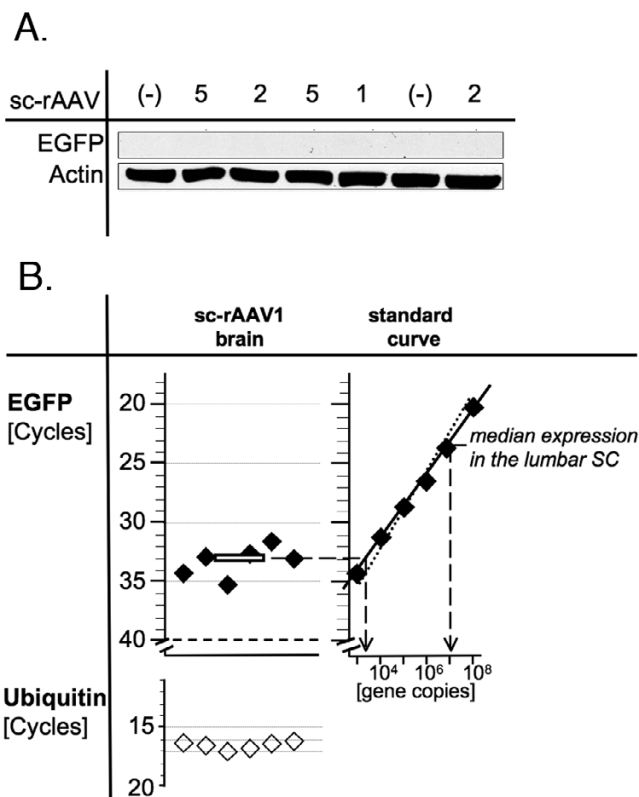 A.
sc-rAAV (-) 5 2 5 1 (-) 2
EGFP
Actin
B.
sc-rAAV1
brain
standard
curve
EGFP
[Cycles]
20
25
30
35
40
median expression
in the lumbar SC
10⁴ 10⁶ 10⁸
[gene copies]
Ubiquitin
[Cycles]
15
20